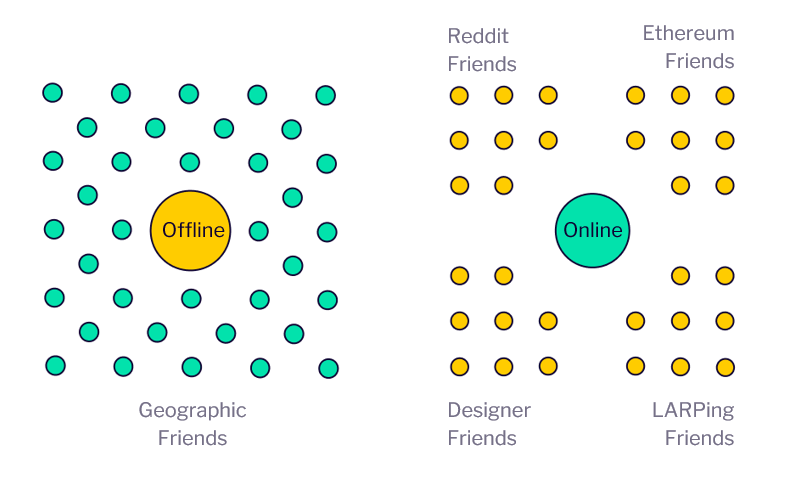 Offline
Geographic
Friends
Reddit
Friends
Ethereum
Friends
Online
Designer
Friends
LARPing
Friends